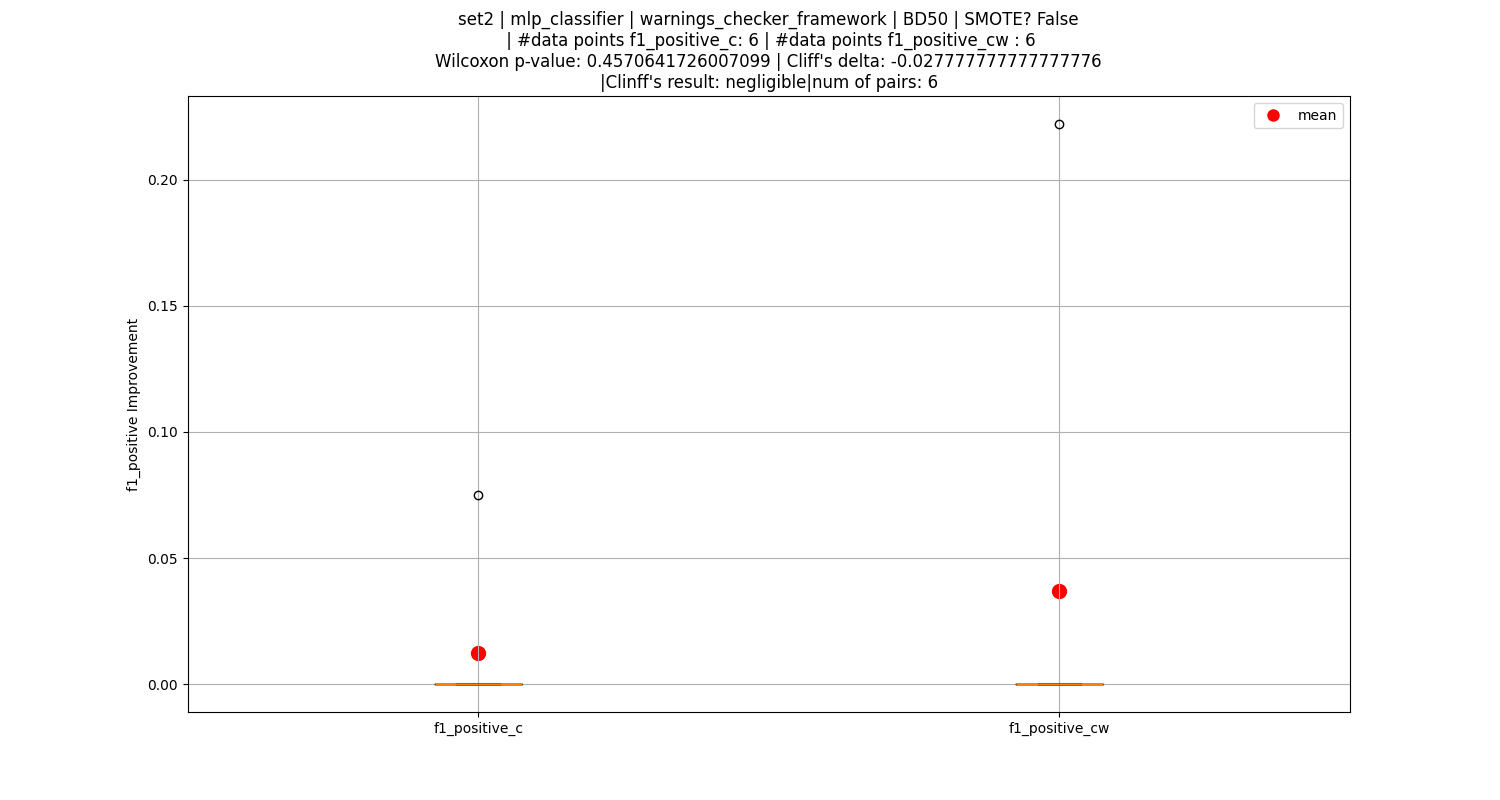 set2 | mlp_classifier | warnings_checker_framework | BD50 | SMOTE? False
| #data points f1_positive_c: 6 | #data points f1_positive_cw : 6
Wilcoxon p-value: 0.4570641726007099 | Cliff's delta: -0.027777777777777776
|Clinff's result: negligible|num of pairs: 6
mean
f1_positive Improvement
0.20
0.15
0.10
0.05
0.00
f1_positive_c
f1_positive_cw